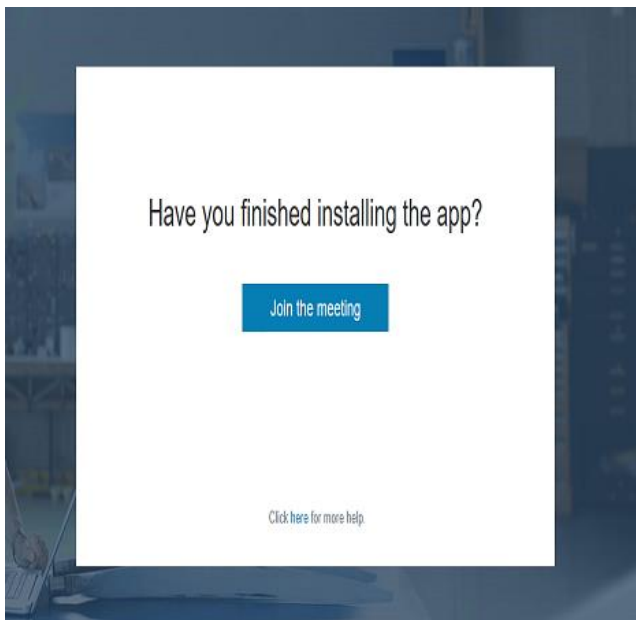 Have you finished installing the app?
Join the meeting
Click here for more help.